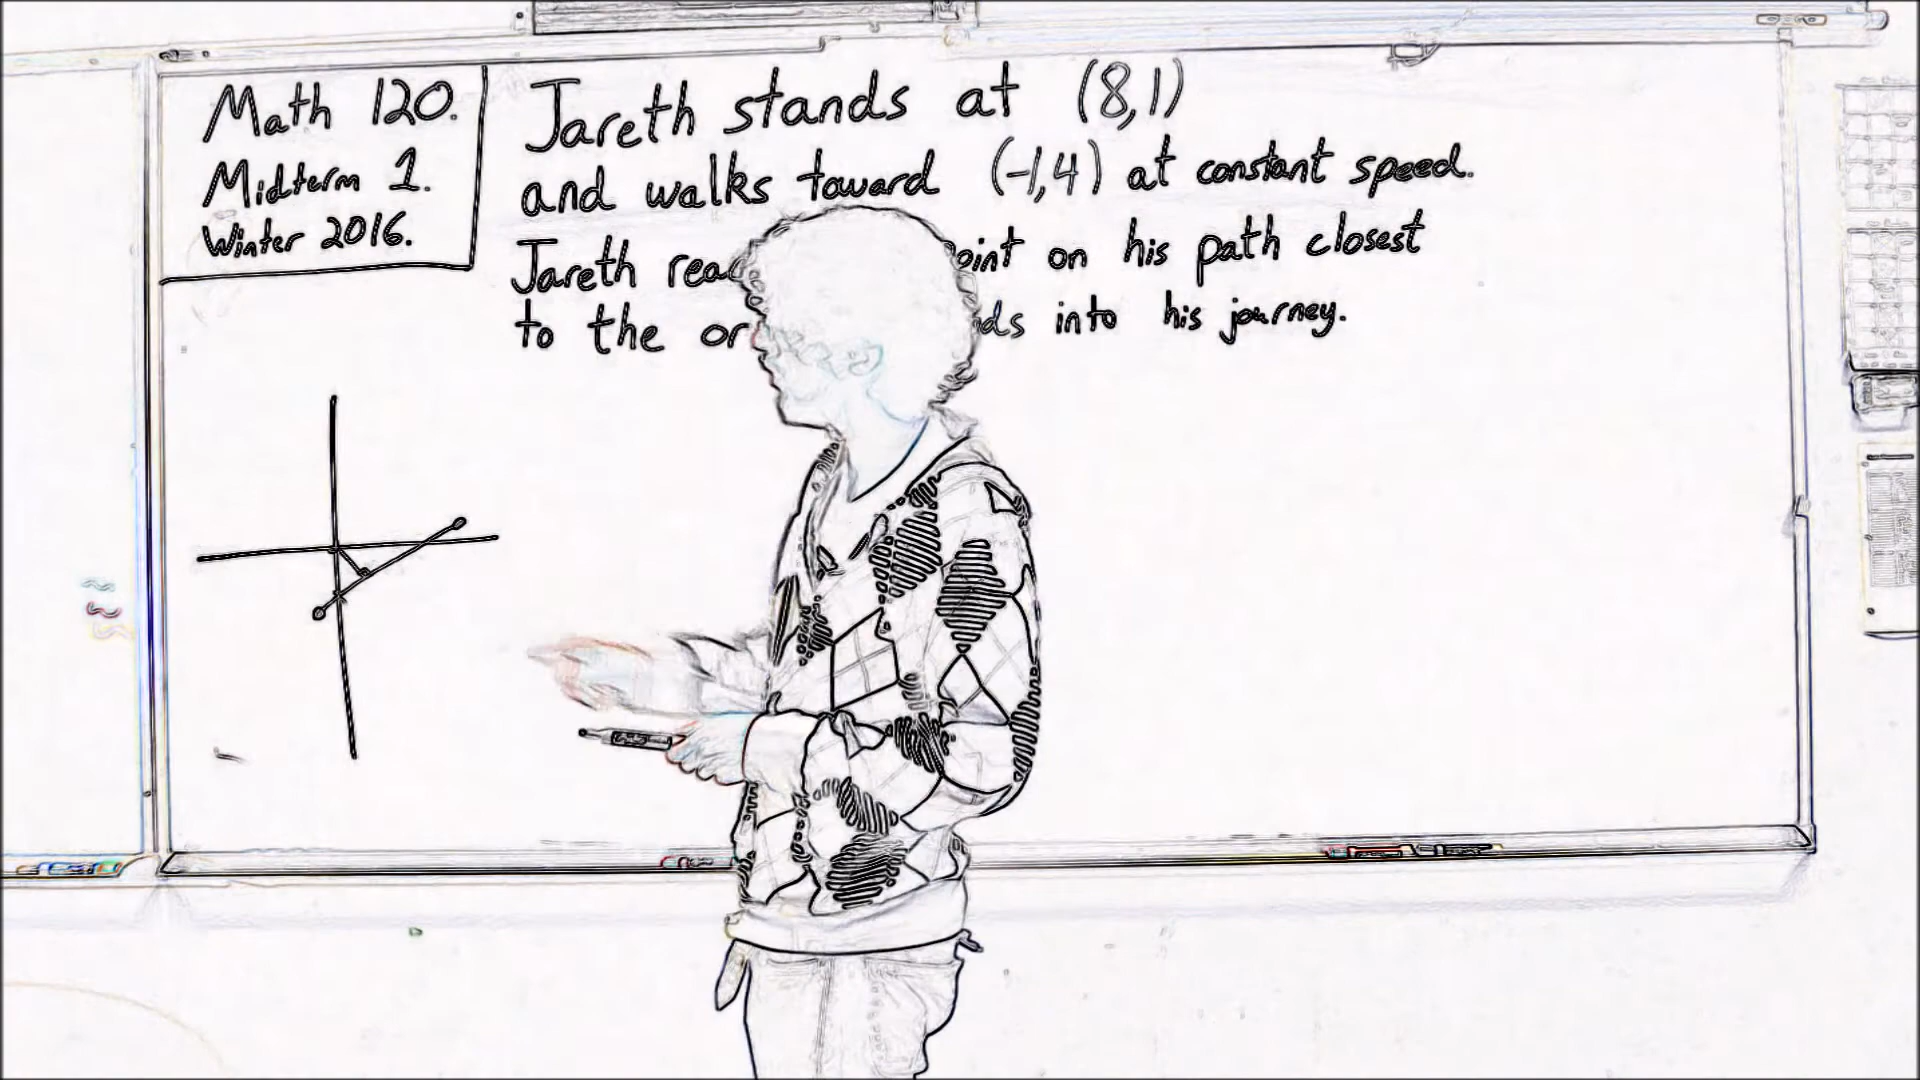 Math 120.
Midterm 1.
Winter 2016.
Jareth stands at (8,1)
and walks toward (-1,4) at constant speed.
Jareth reac oint on his path closest
to the or ds into his journey.